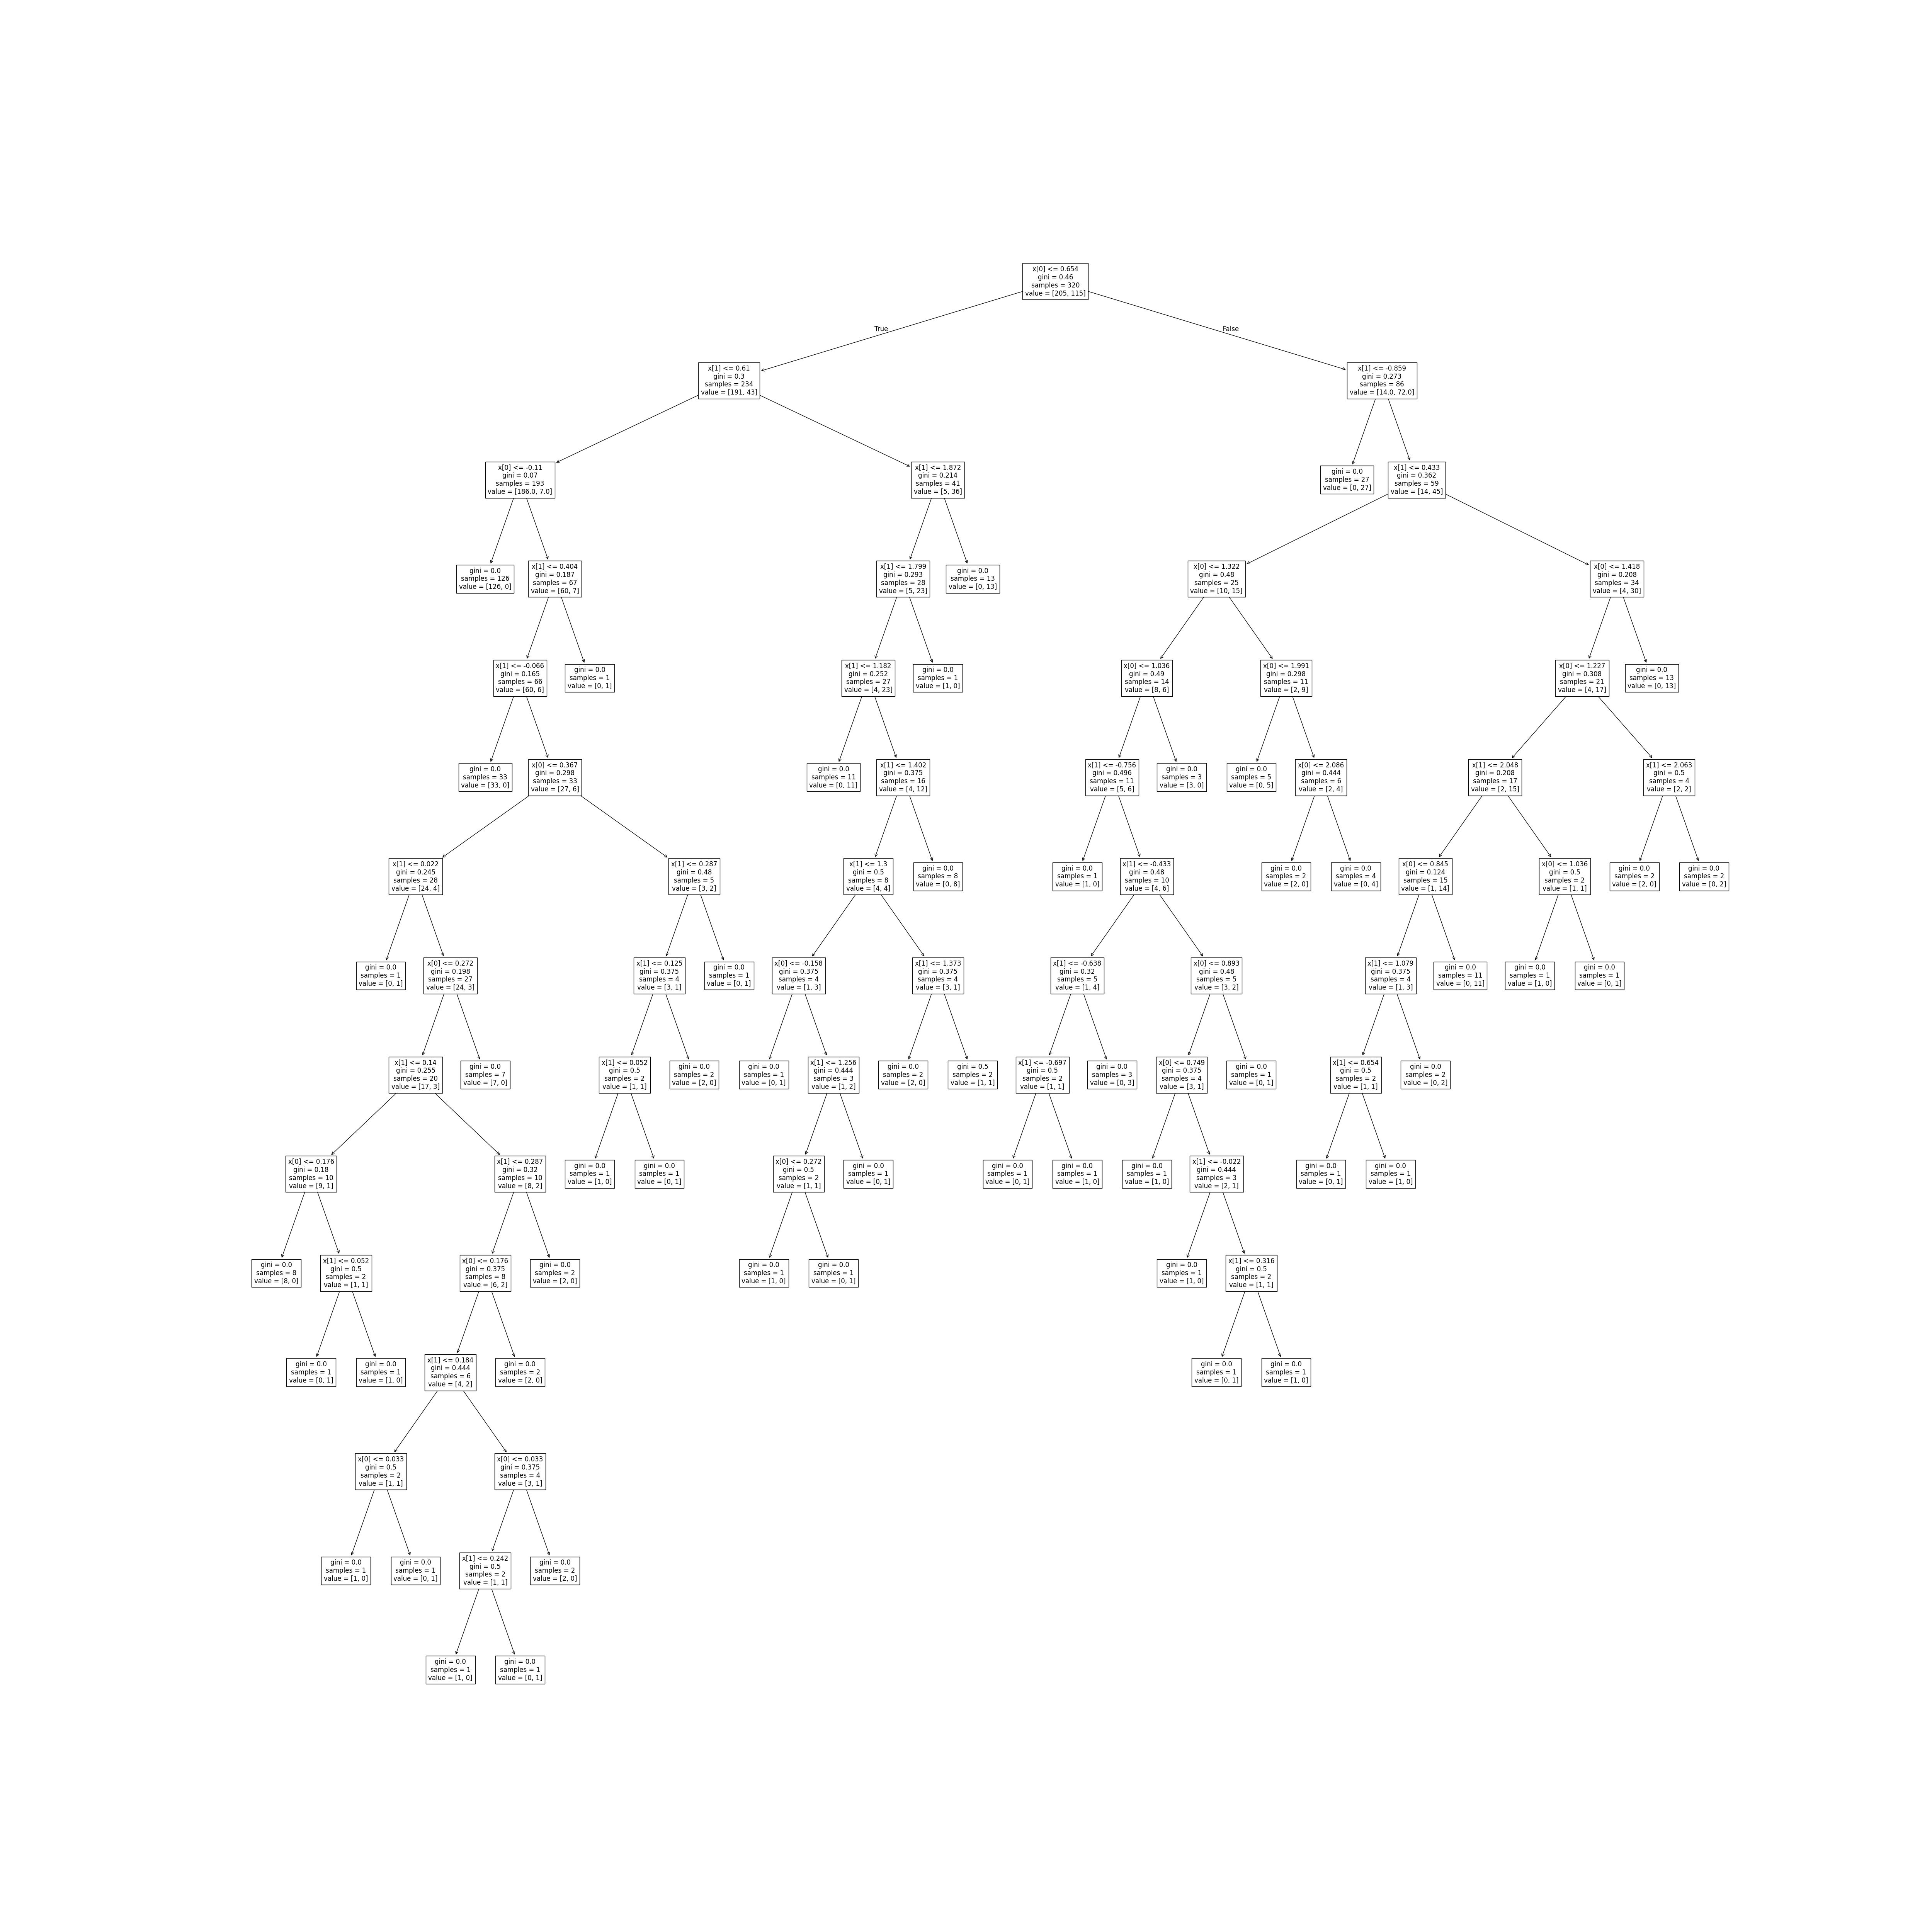 x[0] <= 0.654
gini = 0.46
samples = 320
value = [205, 115]
True
False
x[1] <= 0.61
gini = 0.3
samples = 234
value = [191, 43]
x[1] <= -0.859
gini = 0.273
samples = 86
value = [14.0, 72.0]
x[0] <= -0.11
gini = 0.07
samples = 193
value = [186.0, 7.0]
x[1] <= 1.872
gini = 0.214
samples = 41
value = [5, 36]
gini = 0.0
samples = 27
value = [0, 27]
x[1] <= 0.433
gini = 0.362
samples = 59
value = [14, 45]
gini = 0.0
samples = 126
value = [126, 0]
x[1] <= 0.404
gini = 0.187
samples = 67
value = [60, 7]
x[1] <= 1.799
gini = 0.293
samples = 28
value = [5, 23]
gini = 0.0
samples = 13
value = [0, 13]
x[0] <= 1.322
gini = 0.48
samples = 25
value = [10, 15]
x[0] <= 1.418
gini = 0.208
samples = 34
value = [4, 30]
x[1] <= -0.066
gini = 0.165
samples = 66
value = [60, 6]
gini = 0.0
samples = 1
value = [0, 1]
x[1] <= 1.182
gini = 0.252
samples = 27
value = [4, 23]
gini = 0.0
samples = 1
value = [1, 0]
x[0] <= 1.036
gini = 0.49
samples = 14
value = [8, 6]
x[0] <= 1.991
gini = 0.298
samples = 11
value = [2, 9]
x[0] <= 1.227
gini = 0.308
samples = 21
value = [4, 17]
gini = 0.0
samples = 13
value = [0, 13]
gini = 0.0
samples = 33
value = [33, 0]
x[0] <= 0.367
gini = 0.298
samples = 33
value = [27, 6]
gini = 0.0
samples = 11
value = [0, 11]
x[1] <= 1.402
gini = 0.375
samples = 16
value = [4, 12]
x[1] <= -0.756
gini = 0.496
samples = 11
value = [5, 6]
gini = 0.0
samples = 3
value = [3, 0]
gini = 0.0
samples = 5
value = [0, 5]
x[0] <= 2.086
gini = 0.444
samples = 6
value = [2, 4]
x[1] <= 2.048
gini = 0.208
samples = 17
value = [2, 15]
x[1] <= 2.063
gini = 0.5
samples = 4
value = [2, 2]
x[1] <= 0.022
gini = 0.245
samples = 28
value = [24, 4]
x[1] <= 0.287
gini = 0.48
samples = 5
value = [3, 2]
x[1] <= 1.3
gini = 0.5
samples = 8
value = [4, 4]
gini = 0.0
samples = 8
value = [0, 8]
gini = 0.0
samples = 1
value = [1, 0]
x[1] <= -0.433
gini = 0.48
samples = 10
value = [4, 6]
gini = 0.0
samples = 2
value = [2, 0]
gini = 0.0
samples = 4
value = [0, 4]
x[0] <= 0.845
gini = 0.124
samples = 15
value = [1, 14]
x[0] <= 1.036
gini = 0.5
samples = 2
value = [1, 1]
gini = 0.0
samples = 2
value = [2, 0]
gini = 0.0
samples = 2
value = [0, 2]
gini = 0.0
samples = 1
value = [0, 1]
x[0] <= 0.272
gini = 0.198
samples = 27
value = [24, 3]
x[1] <= 0.125
gini = 0.375
samples = 4
value = [3, 1]
gini = 0.0
samples = 1
value = [0, 1]
x[0] <= -0.158
gini = 0.375
samples = 4
value = [1, 3]
x[1] <= 1.373
gini = 0.375
samples = 4
value = [3, 1]
x[1] <= -0.638
gini = 0.32
samples = 5
value = [1, 4]
x[0] <= 0.893
gini = 0.48
samples = 5
value = [3, 2]
x[1] <= 1.079
gini = 0.375
samples = 4
value = [1, 3]
gini = 0.0
samples = 11
value = [0, 11]
gini = 0.0
samples = 1
value = [1, 0]
gini = 0.0
samples = 1
value = [0, 1]
x[1] <= 0.14
gini = 0.255
samples = 20
value = [17, 3]
gini = 0.0
samples = 7
value = [7, 0]
x[1] <= 0.052
gini = 0.5
samples = 2
value = [1, 1]
gini = 0.0
samples = 2
value = [2, 0]
gini = 0.0
samples = 1
value = [0, 1]
x[1] <= 1.256
gini = 0.444
samples = 3
value = [1, 2]
gini = 0.0
samples = 2
value = [2, 0]
gini = 0.5
samples = 2
value = [1, 1]
x[1] <= -0.697
gini = 0.5
samples = 2
value = [1, 1]
gini = 0.0
samples = 3
value = [0, 3]
x[0] <= 0.749
gini = 0.375
samples = 4
value = [3, 1]
gini = 0.0
samples = 1
value = [0, 1]
x[1] <= 0.654
gini = 0.5
samples = 2
value = [1, 1]
gini = 0.0
samples = 2
value = [0, 2]
x[0] <= 0.176
gini = 0.18
samples = 10
value = [9, 1]
x[1] <= 0.287
gini = 0.32
samples = 10
value = [8, 2]
gini = 0.0
samples = 1
value = [1, 0]
gini = 0.0
samples = 1
value = [0, 1]
x[0] <= 0.272
gini = 0.5
samples = 2
value = [1, 1]
gini = 0.0
samples = 1
value = [0, 1]
gini = 0.0
samples = 1
value = [0, 1]
gini = 0.0
samples = 1
value = [1, 0]
gini = 0.0
samples = 1
value = [1, 0]
x[1] <= -0.022
gini = 0.444
samples = 3
value = [2, 1]
gini = 0.0
samples = 1
value = [0, 1]
gini = 0.0
samples = 1
value = [1, 0]
gini = 0.0
samples = 8
value = [8, 0]
x[1] <= 0.052
gini = 0.5
samples = 2
value = [1, 1]
x[0] <= 0.176
gini = 0.375
samples = 8
value = [6, 2]
gini = 0.0
samples = 2
value = [2, 0]
gini = 0.0
samples = 1
value = [1, 0]
gini = 0.0
samples = 1
value = [0, 1]
gini = 0.0
samples = 1
value = [1, 0]
x[1] <= 0.316
gini = 0.5
samples = 2
value = [1, 1]
gini = 0.0
samples = 1
value = [0, 1]
gini = 0.0
samples = 1
value = [1, 0]
x[1] <= 0.184
gini = 0.444
samples = 6
value = [4, 2]
gini = 0.0
samples = 2
value = [2, 0]
gini = 0.0
samples = 1
value = [0, 1]
gini = 0.0
samples = 1
value = [1, 0]
x[0] <= 0.033
gini = 0.5
samples = 2
value = [1, 1]
x[0] <= 0.033
gini = 0.375
samples = 4
value = [3, 1]
gini = 0.0
samples = 1
value = [1, 0]
gini = 0.0
samples = 1
value = [0, 1]
x[1] <= 0.242
gini = 0.5
samples = 2
value = [1, 1]
gini = 0.0
samples = 2
value = [2, 0]
gini = 0.0
samples = 1
value = [1, 0]
gini = 0.0
samples = 1
value = [0, 1]